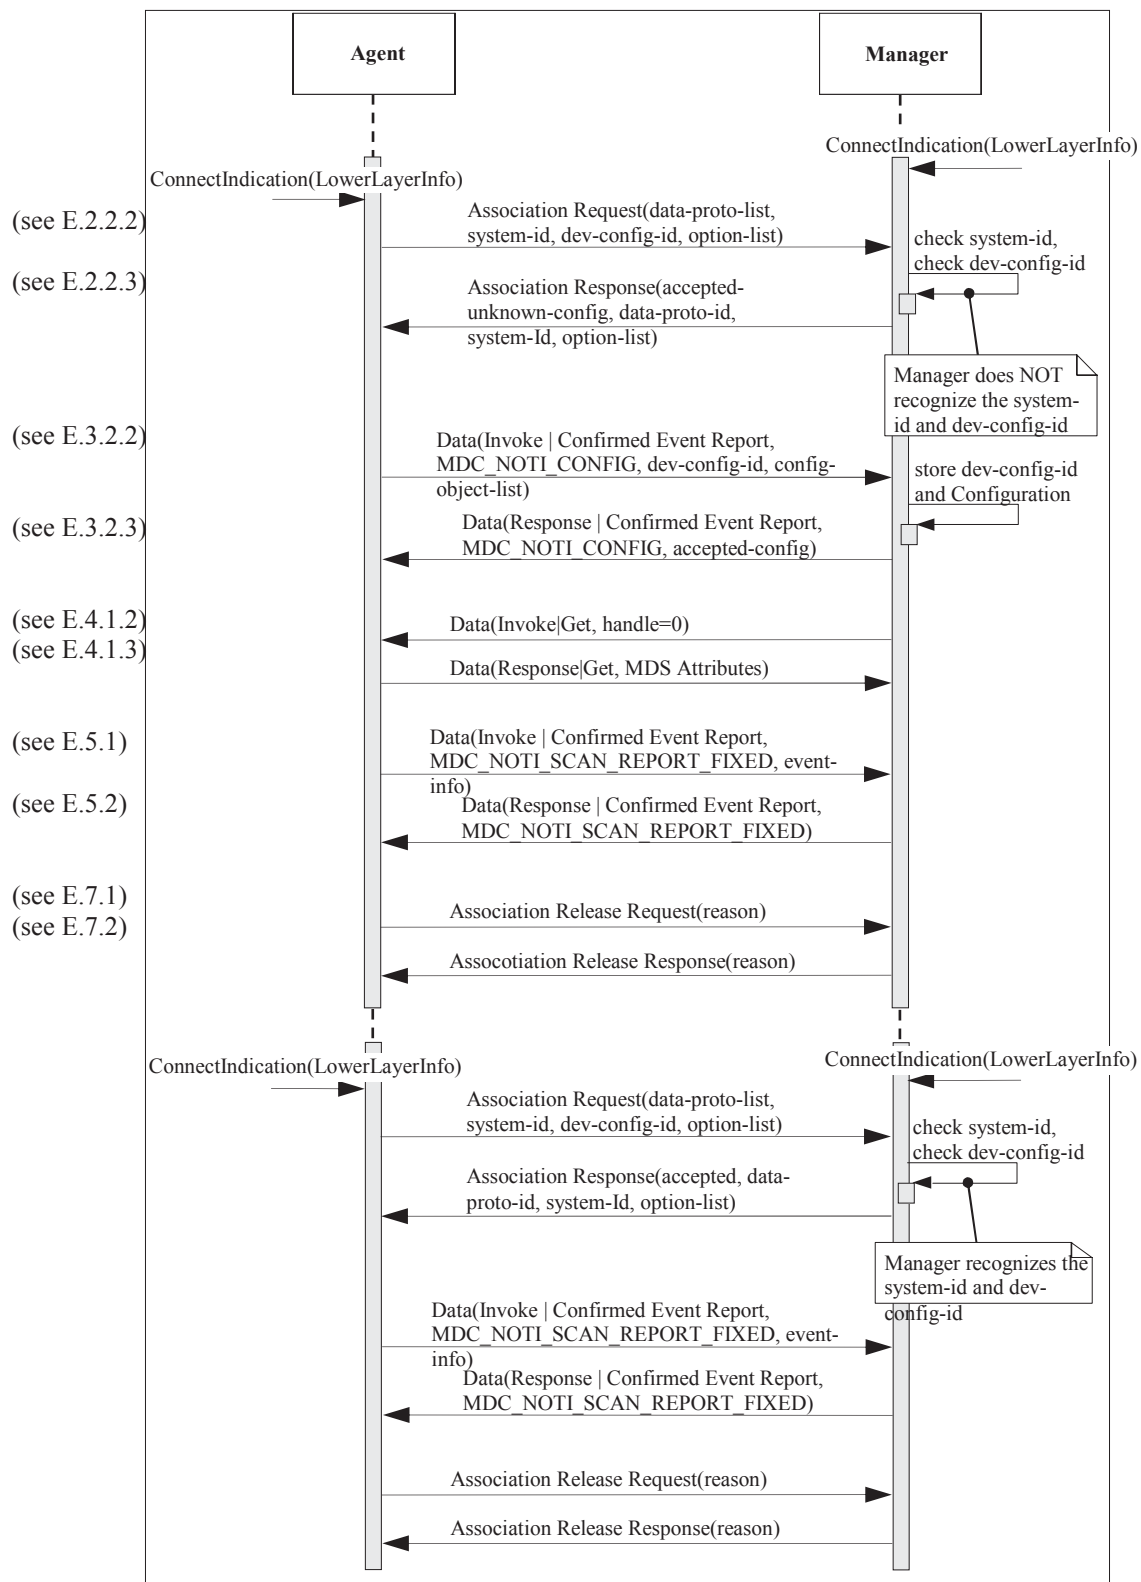 Agent
Manager
ConnectIndication(LowerLayerInfo)
ConnectIndication(LowerLayerInfo)
(see E.2.2.2)
Association Request(data-proto-list,
system-id, dev-config-id, option-list)
check system-id,
check dev-config-id
(see E.2.2.3)
Association Response(accepted-
unknown-config, data-proto-id,
system-Id, option-list)
Manager does NOT
recognize the system-
id and dev-config-id
(see E.3.2.2)
Data(Invoke | Confirmed Event Report,
MDC_NOTI_CONFIG, dev-config-id, config-
object-list)
store dev-config-id
and Configuration
(see E.3.2.3)
Data(Response | Confirmed Event Report,
MDC_NOTI_CONFIG, accepted-config)
(see E.4.1.2)
Data(Invoke|Get, handle=0)
(see E.4.1.3)
Data(Response|Get, MDS Attributes)
(see E.5.1)
Data(Invoke | Confirmed Event Report,
MDC_NOTI_SCAN_REPORT_FIXED, event-
info)
(see E.5.2)
Data(Response | Confirmed Event Report,
MDC_NOTI_SCAN_REPORT_FIXED)
(see E.7.1)
Association Release Request(reason)
(see E.7.2)
Assocotiation Release Response(reason)
ConnectIndication(LowerLayerInfo)
ConnectIndication(LowerLayerInfo)
Association Request(data-proto-list,
system-id, dev-config-id, option-list)
check system-id,
check dev-config-id
Association Response(accepted, data-
proto-id, system-Id, option-list)
Manager recognizes the
system-id and dev-
config-id
Data(Invoke | Confirmed Event Report,
MDC_NOTI_SCAN_REPORT_FIXED, event-
info)
Data(Response | Confirmed Event Report,
MDC_NOTI_SCAN_REPORT_FIXED)
Association Release Request(reason)
Association Release Response(reason)